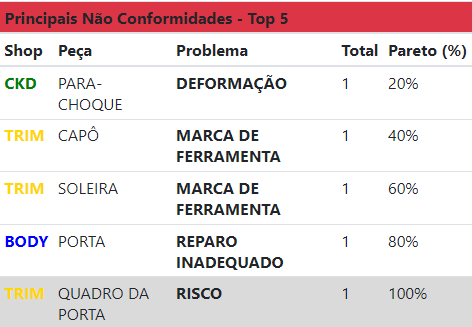 Principais Não Conformidades - Top 5
Shop Peça Problema Total Pareto (%)
CKD PARA- DEFORMAÇÃO 1 20%
CHOQUE
TRIM CAPÔ MARCA DE 1 40%
FERRAMENTA
TRIM SOLEIRA MARCA DE 1 60%
FERRAMENTA
BODY PORTA REPARO 1 80%
INADEQUADO
TRIM QUADRO DA RISCO 1 100%
PORTA